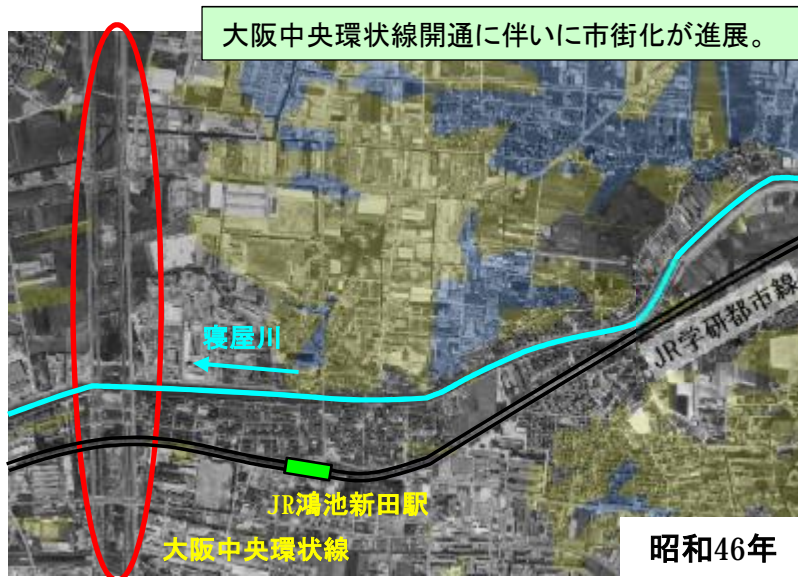 大阪中央環状線開通に伴いに市街化が進展。
寝屋川
JR学研都市線
JR鴻池新田駅
大阪中央環状線
昭和46年